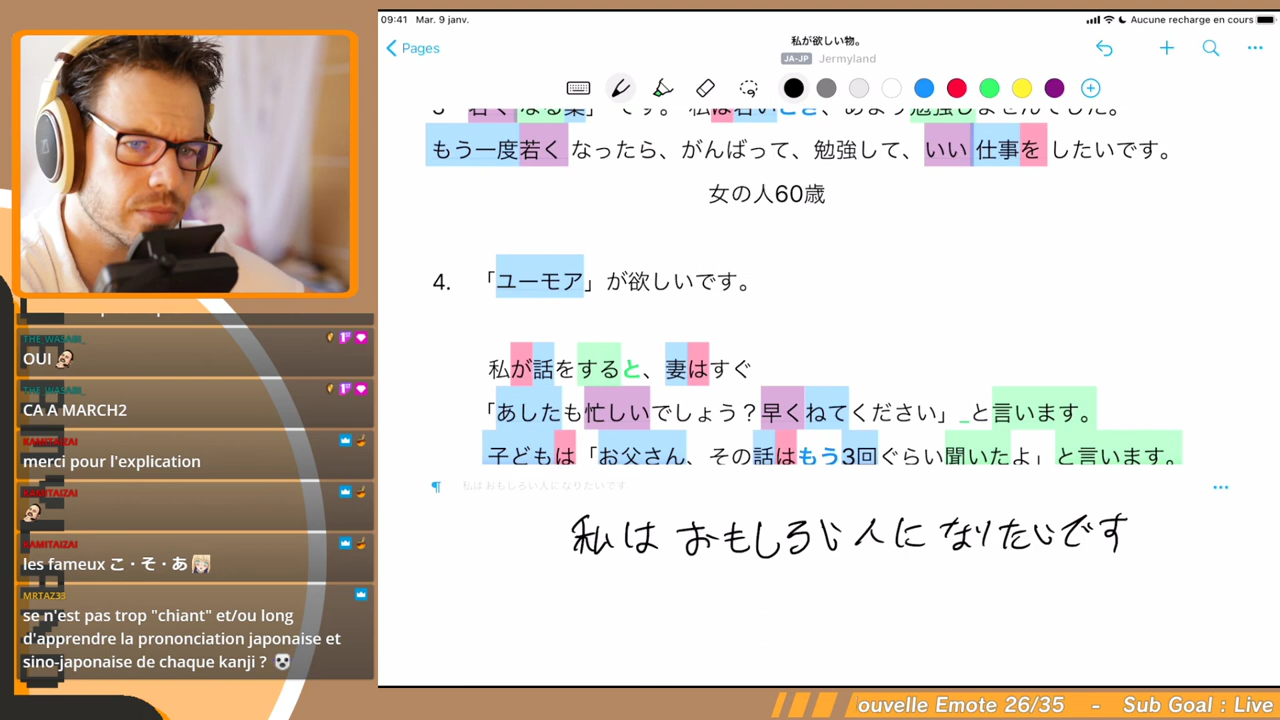 THE_WASABI_
OUI
THE_WASABI_
CA A MARCH2
KAMITAIZAI
merci pour l'explication
KAMITAIZAI
KAMITAIZAI
les fameux こ・そ・あ
MRTAZ33
se n'est pas trop "chiant" et/ou long
d'apprendre la prononciation japonaise et
sino-japonaise de chaque kanji ?
09:41 Mar. 9 janv.
Aucune recharge en cours
Pages
私が欲しい物。
JA-JP Jermyland
もう一度若くなったら、がんばって、勉強して、いい仕事をしたいです。
女の人60歳
4. 「ユーモア」が欲しいです。
私が話をすると、妻はすぐ
「あしたも忙しいでしょう？早くねてください」_と言います。
子どもは「お父さん、その話はもう3回ぐらい聞いたよ」と言います。
私はおもしろい人になりたいです
私は おもしろい人に なりたいです
ouvelle Emote 26/35 - Sub Goal : Live